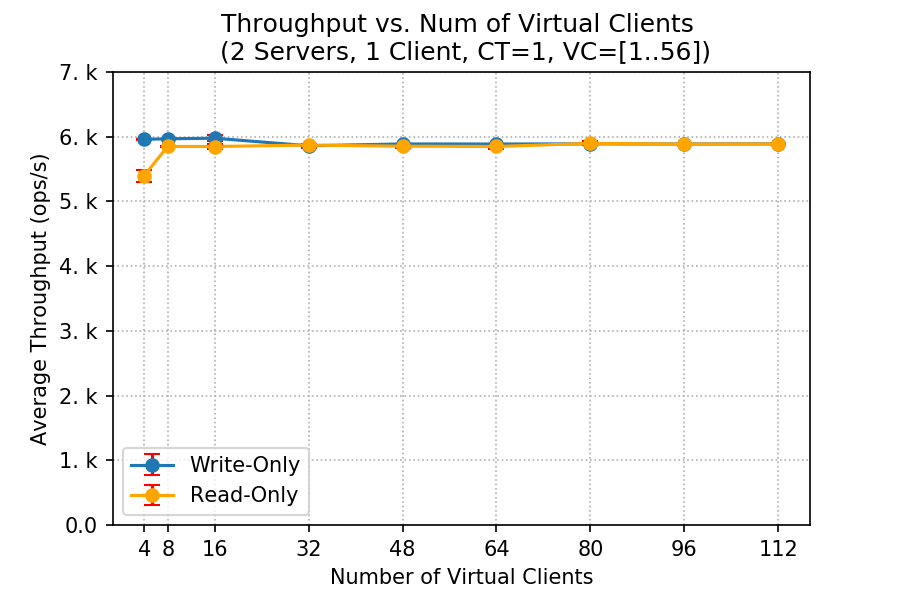 Throughput vs. Num of Virtual Clients
(2 Servers, 1 Client, CT=1, VC=[1..56])
7. k
6. k
5. k
4. k
3. k
2. k
1. k
0.0
Average Throughput (ops/s)
Write-Only
Read-Only
4 8 16 32 48 64 80 96 112
Number of Virtual Clients